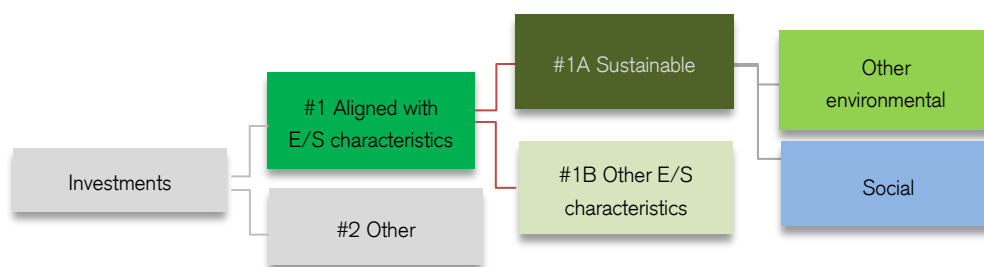 Investments
#1 Aligned with
E/S characteristics
#2 Other
#1A Sustainable
#1B Other E/S
characteristics
Other
environmental
Social